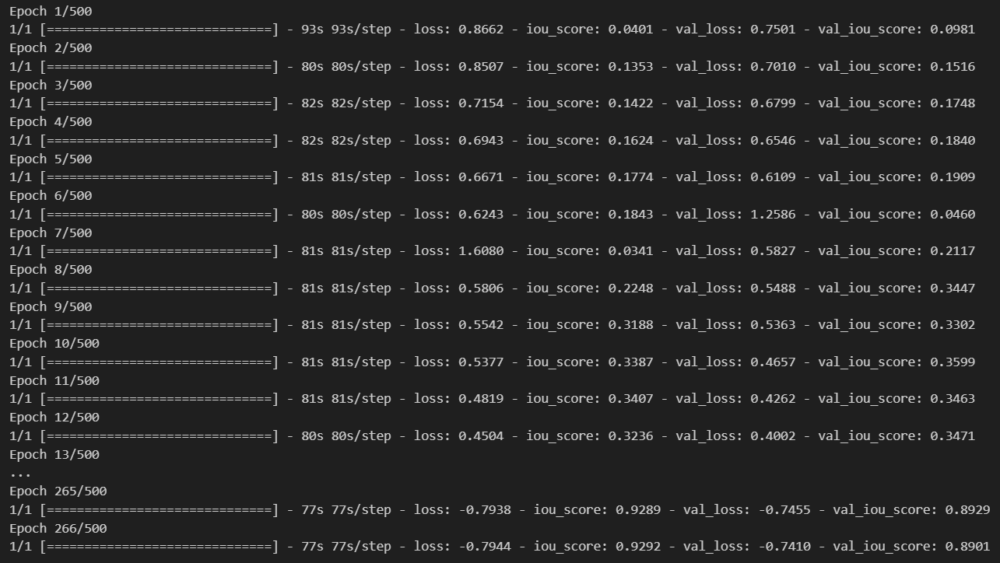 Epoch 1/500
1/1 [==============================] - 93s 93s/step - loss: 0.8662 - iou_score: 0.0401 - val_loss: 0.7501 - val_iou_score: 0.0981
Epoch 2/500
1/1 [==============================] - 80s 80s/step - loss: 0.8507 - iou_score: 0.1353 - val_loss: 0.7010 - val_iou_score: 0.1516
Epoch 3/500
1/1 [==============================] - 82s 82s/step - loss: 0.7154 - iou_score: 0.1422 - val_loss: 0.6799 - val_iou_score: 0.1748
Epoch 4/500
1/1 [==============================] - 82s 82s/step - loss: 0.6943 - iou_score: 0.1624 - val_loss: 0.6546 - val_iou_score: 0.1840
Epoch 5/500
1/1 [==============================] - 81s 81s/step - loss: 0.6671 - iou_score: 0.1774 - val_loss: 0.6109 - val_iou_score: 0.1909
Epoch 6/500
1/1 [==============================] - 80s 80s/step - loss: 0.6243 - iou_score: 0.1843 - val_loss: 1.2586 - val_iou_score: 0.0460
Epoch 7/500
1/1 [==============================] - 81s 81s/step - loss: 1.6080 - iou_score: 0.0341 - val_loss: 0.5827 - val_iou_score: 0.2117
Epoch 8/500
1/1 [==============================] - 81s 81s/step - loss: 0.5806 - iou_score: 0.2248 - val_loss: 0.5488 - val_iou_score: 0.3447
Epoch 9/500
1/1 [==============================] - 81s 81s/step - loss: 0.5542 - iou_score: 0.3188 - val_loss: 0.5363 - val_iou_score: 0.3302
Epoch 10/500
1/1 [==============================] - 81s 81s/step - loss: 0.5377 - iou_score: 0.3387 - val_loss: 0.4657 - val_iou_score: 0.3599
Epoch 11/500
1/1 [==============================] - 81s 81s/step - loss: 0.4819 - iou_score: 0.3407 - val_loss: 0.4262 - val_iou_score: 0.3463
Epoch 12/500
1/1 [==============================] - 80s 80s/step - loss: 0.4504 - iou_score: 0.3236 - val_loss: 0.4002 - val_iou_score: 0.3471
Epoch 13/500
...
Epoch 265/500
1/1 [==============================] - 77s 77s/step - loss: -0.7938 - iou_score: 0.9289 - val_loss: -0.7455 - val_iou_score: 0.8929
Epoch 266/500
1/1 [==============================] - 77s 77s/step - loss: -0.7944 - iou_score: 0.9292 - val_loss: -0.7410 - val_iou_score: 0.8901